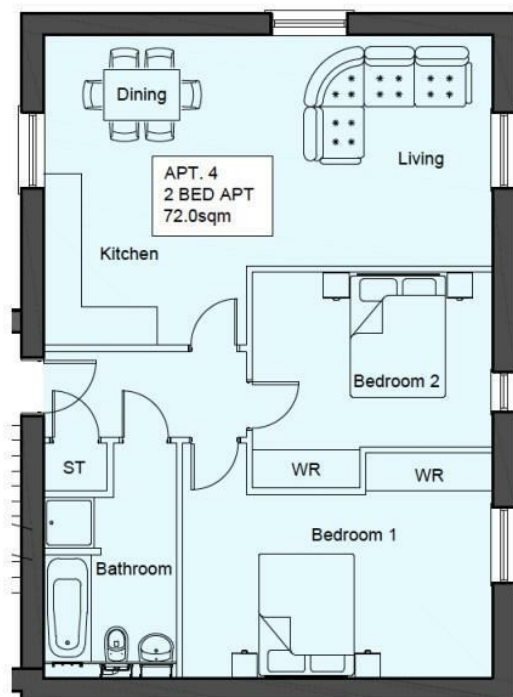 Dining
Living
APT. 4
2 BED APT
72.0sqm
Kitchen
Bedroom 2
ST
WR
WR
Bedroom 1
Bathroom